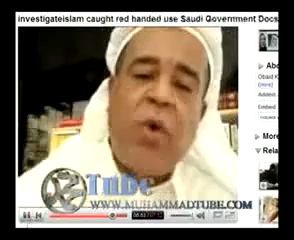 investigateislam caught red handed use Saudi Government Docs
Abo
Obaid K
(more)
Added:
Embed
Tube
WWW.MUHAMMADTUBE.COM
More
Rela